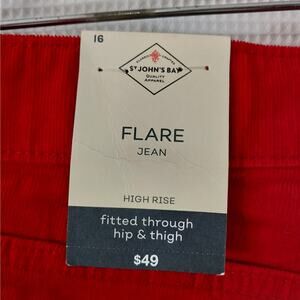 16
ST JOHN'S BAY
QUALITY
APPAREL
FLARE
JEAN
HIGH RISE
fitted through
hip & thigh
$49